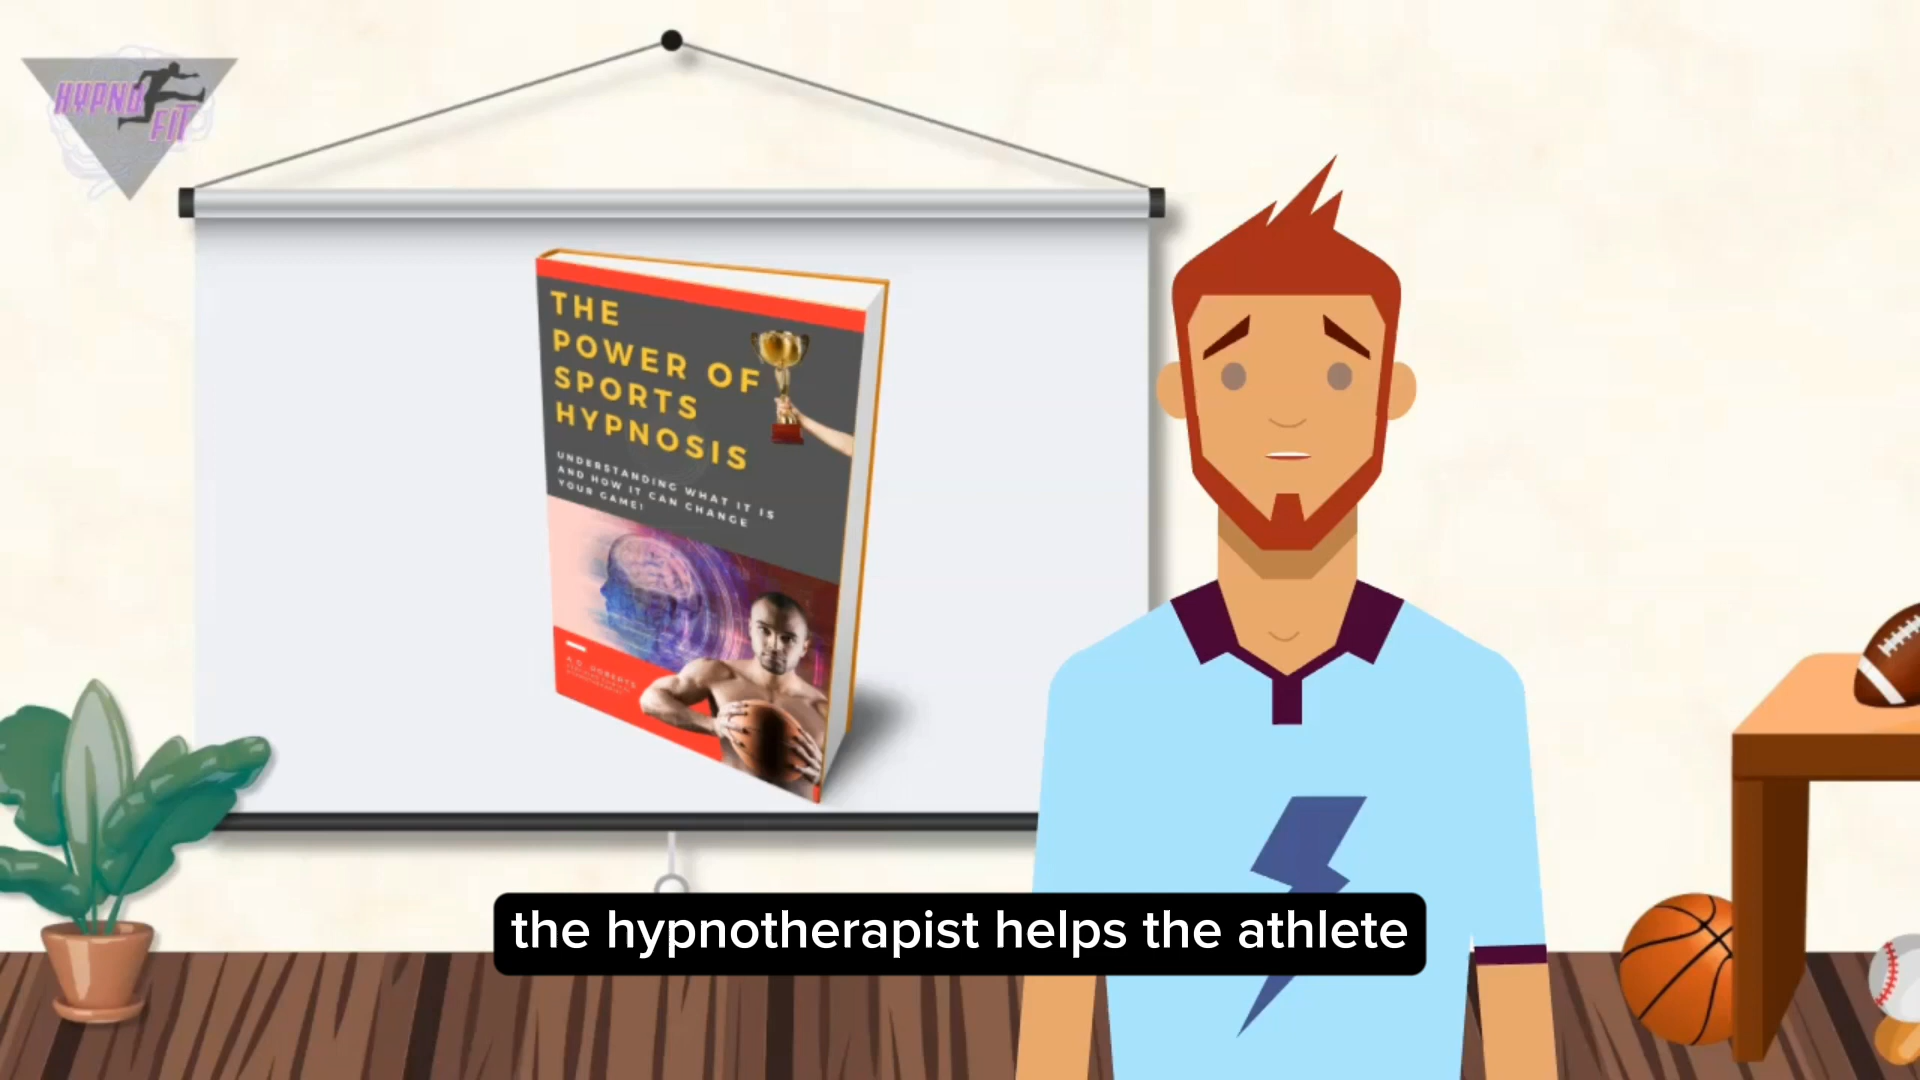 HYPNO
FIT
THE
POWER OF
SPORTS
HYPNOSIS
UNDERSTANDING WHAT IT IS
AND HOW IT CAN CHANGE
YOUR GAME!
A.D. ROBERTS
the hypnotherapist helps the athlete